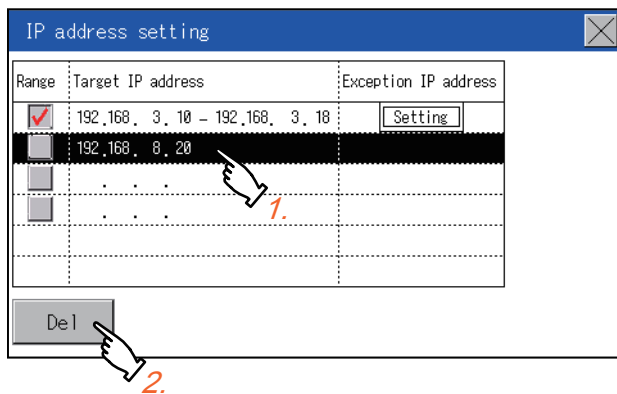 IP address setting
Range Target IP address Exception IP address
192.168. 3. 10 - 192.168. 3. 18 Setting
192.168. 8. 20
. . .
. . .
1.
Del
2.